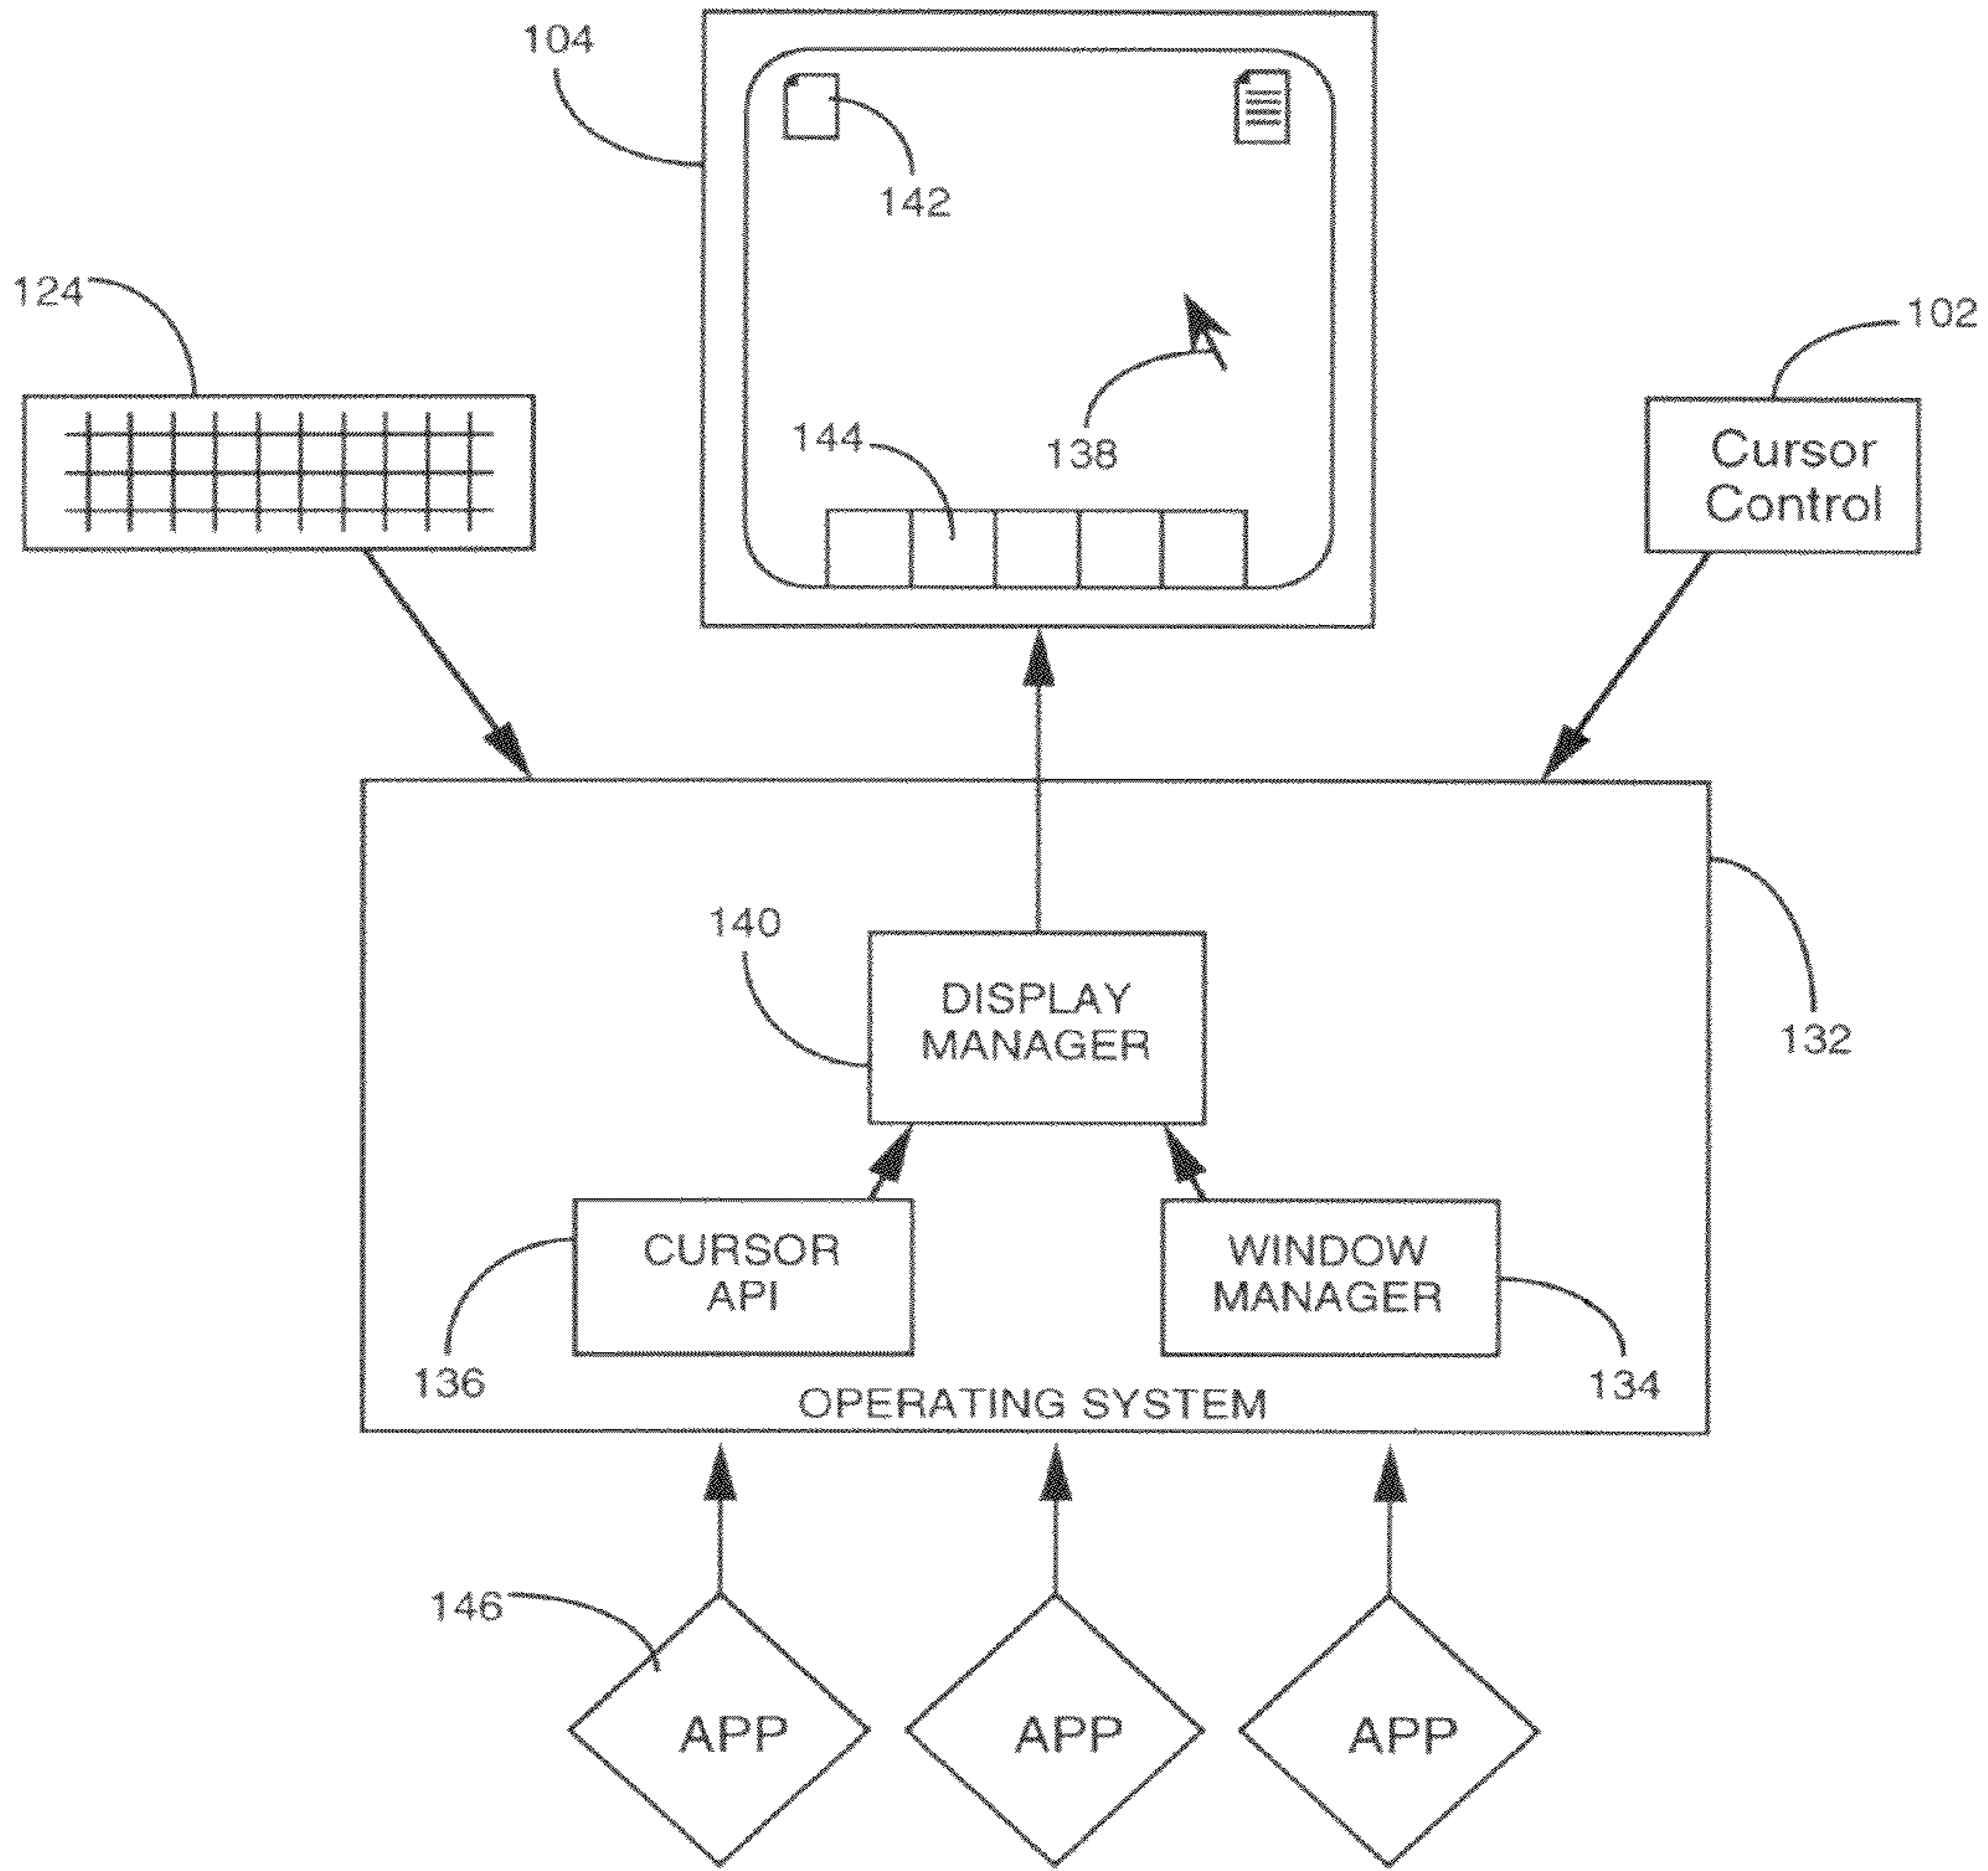 104
142
124
102
Cursor
Control
144
138
140
DISPLAY
MANAGER
132
CURSOR
API
WINDOW
MANAGER
136
134
OPERATING SYSTEM
146
APP
APP
APP